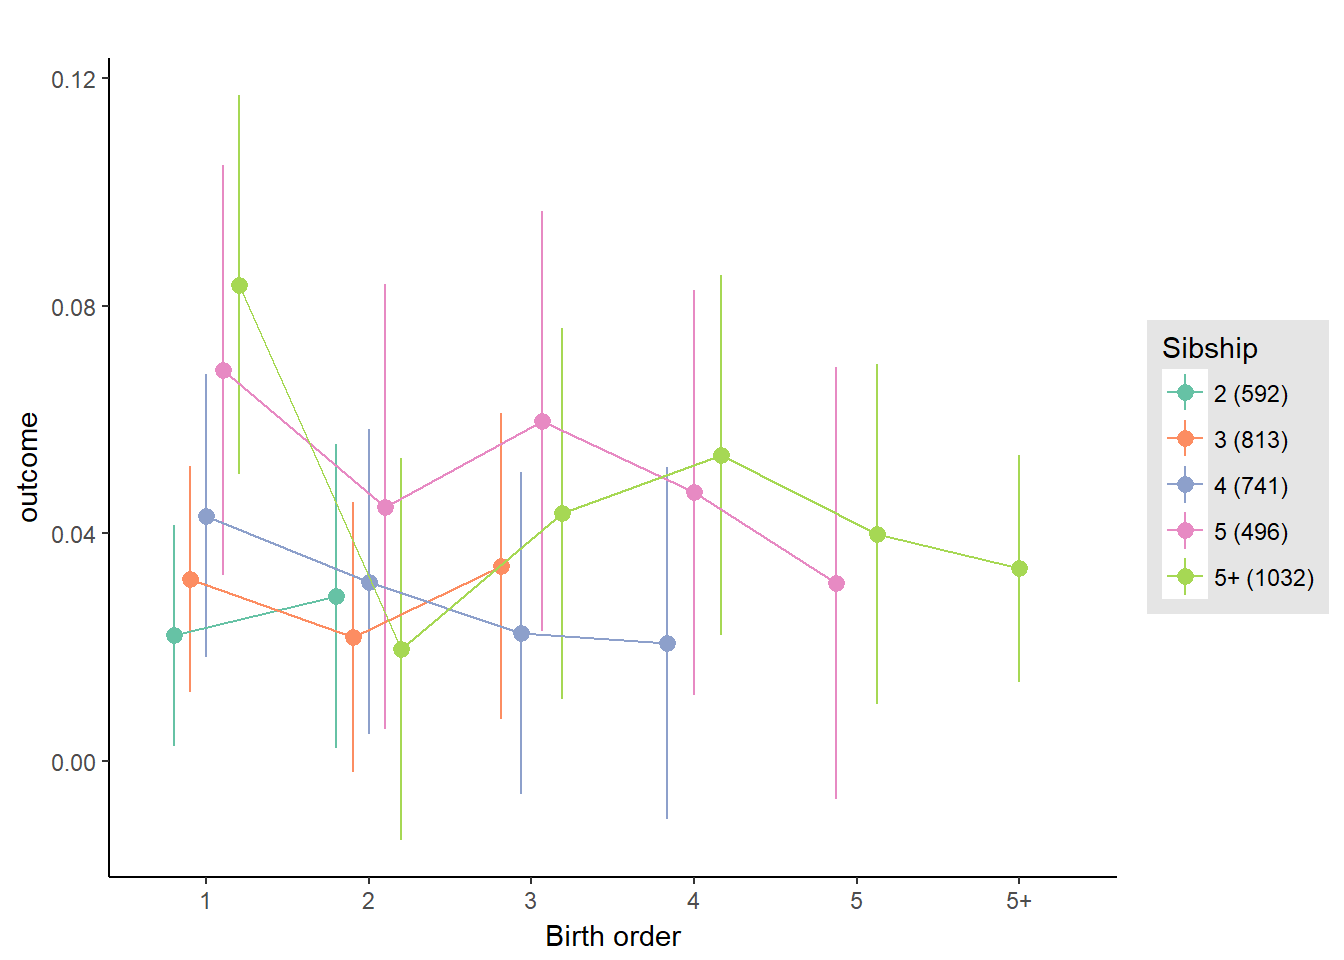 0.12
0.08
0.04
0.00
outcome
1 2 3 4 5 5+
Birth order
Sibship
2 (592)
3 (813)
4 (741)
5 (496)
5+ (1032)